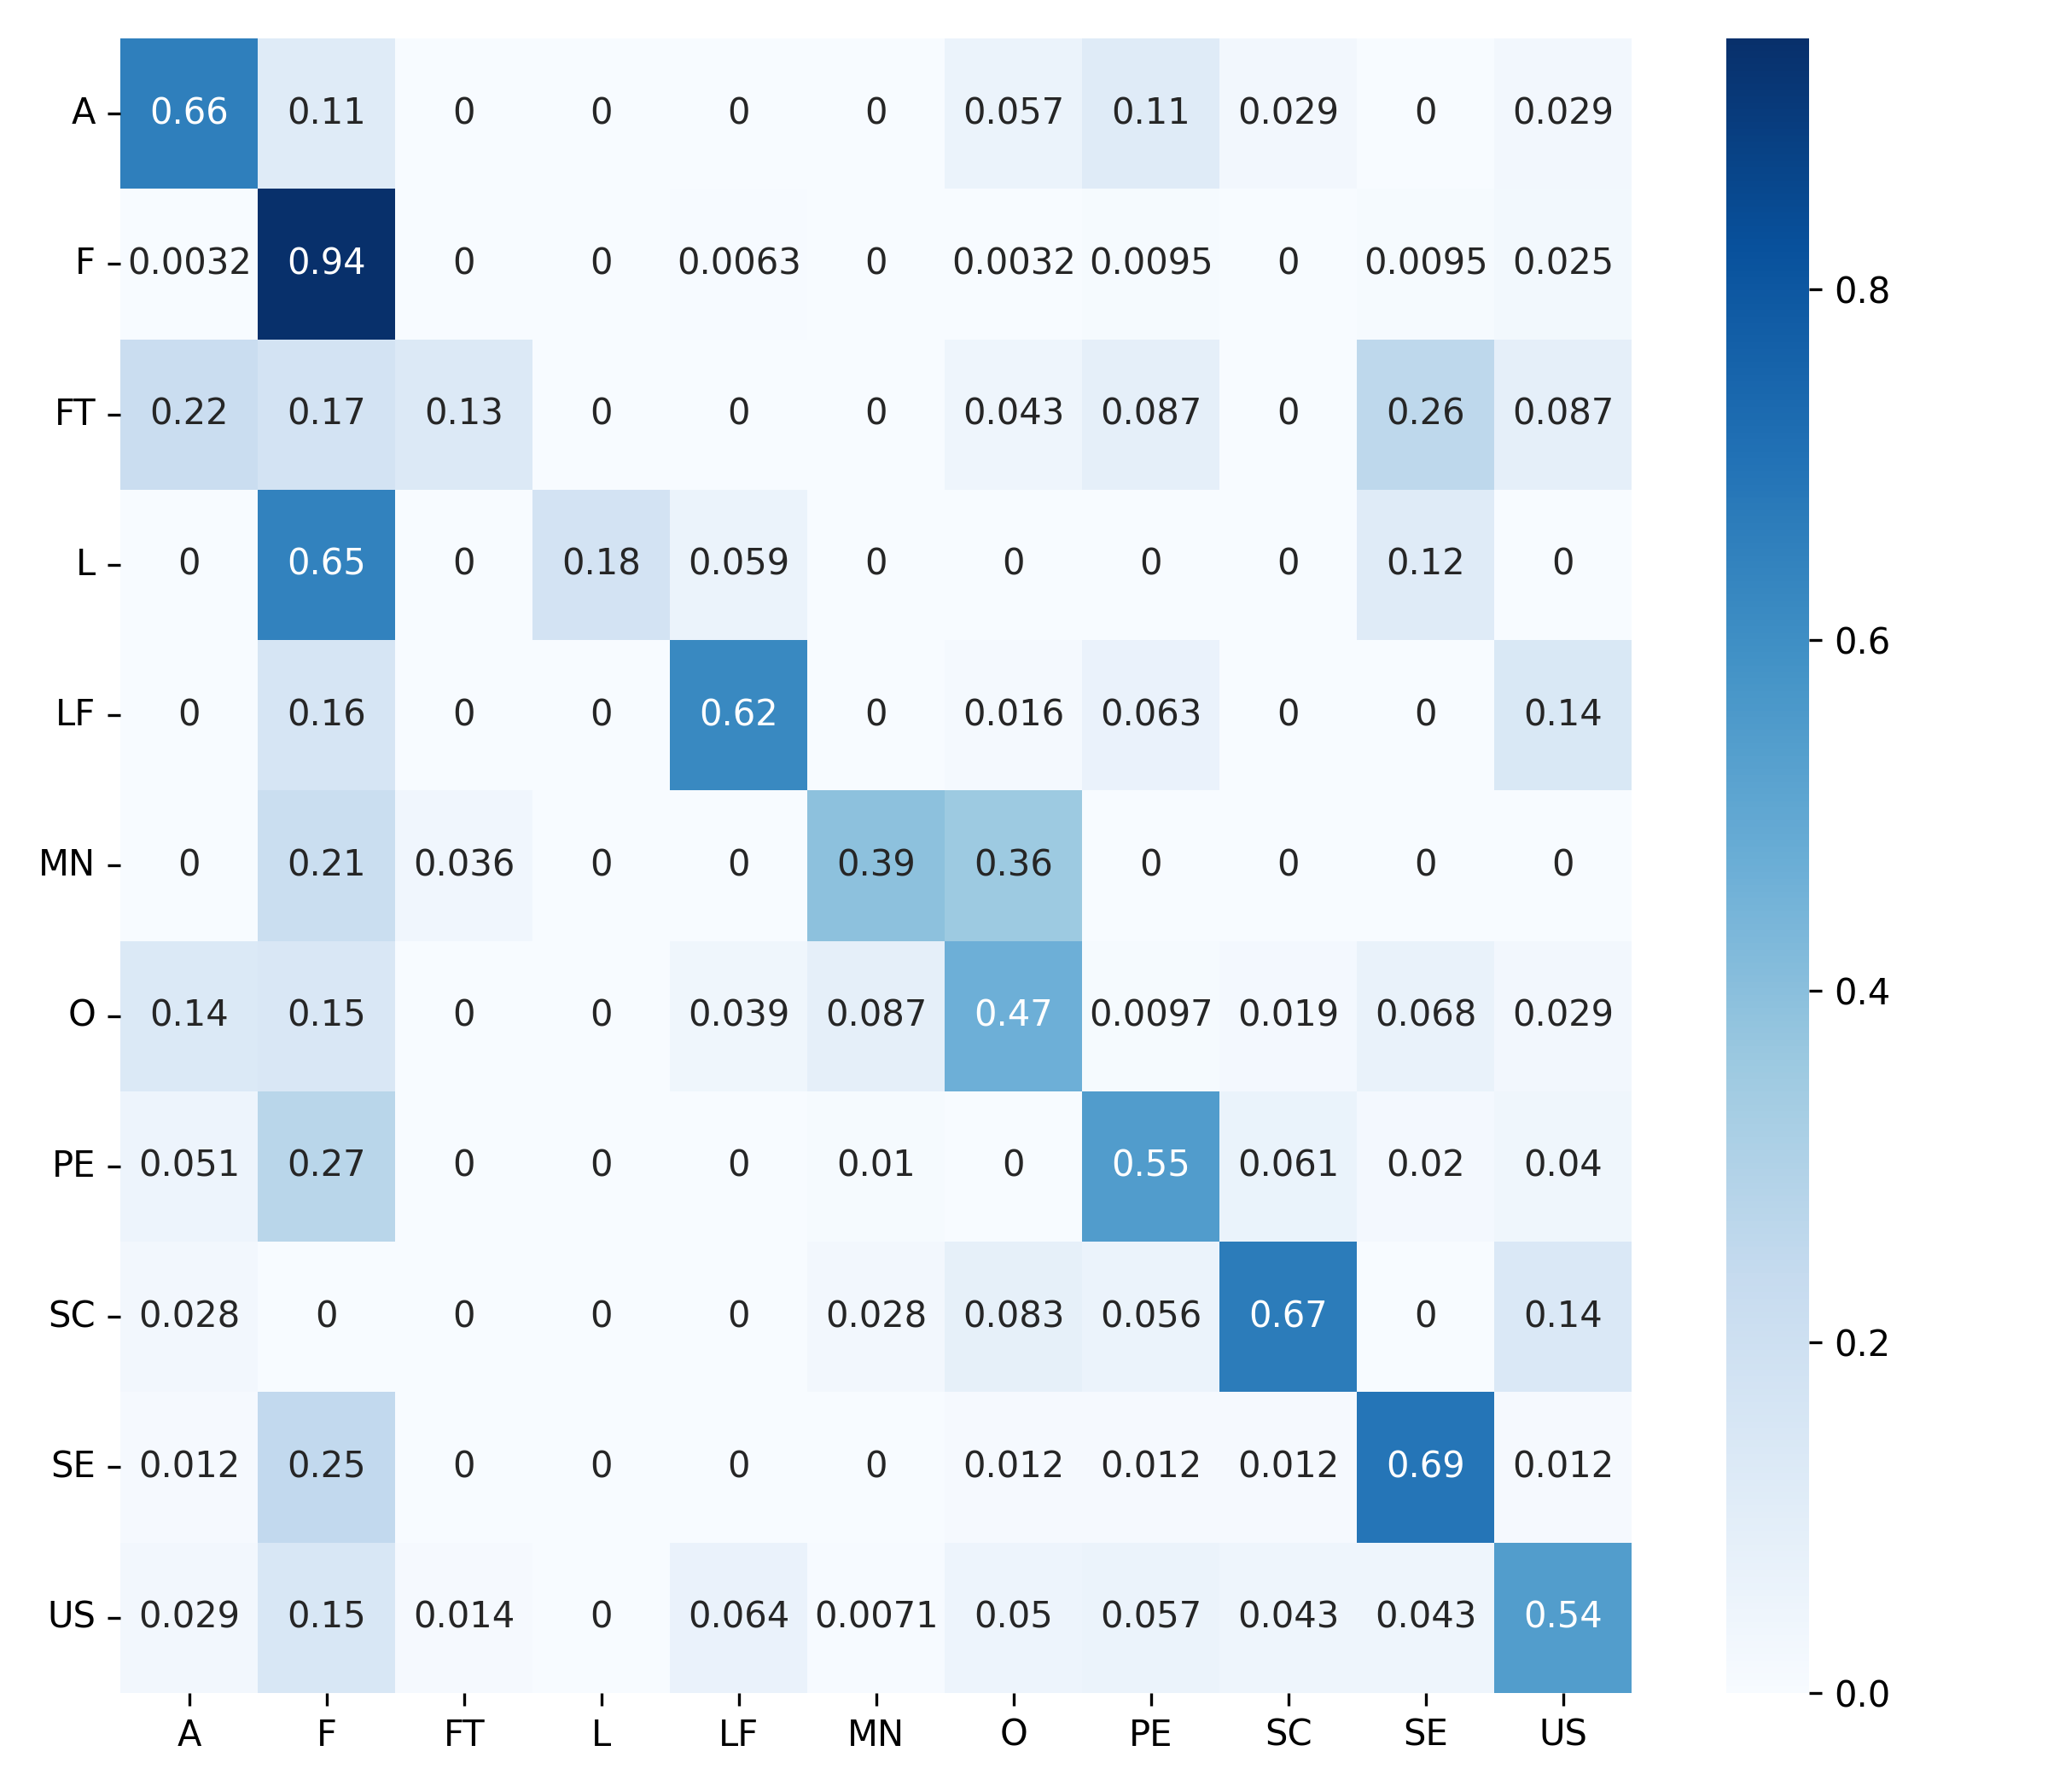 A 0.66 0.11 0 0 0 0 0.057 0.11 0.029 0 0.029
F 0.0032 0.94 0 0 0.0063 0 0.0032 0.0095 0 0.0095 0.025
0.8
FT 0.22 0.17 0.13 0 0 0 0.043 0.087 0 0.26 0.087
L 0 0.65 0 0.18 0.059 0 0 0 0 0.12 0
0.6
LF 0 0.16 0 0 0.62 0 0.016 0.063 0 0 0.14
MN 0 0.21 0.036 0 0 0.39 0.36 0 0 0 0
0.4
O 0.14 0.15 0 0 0.039 0.087 0.47 0.0097 0.019 0.068 0.029
PE 0.051 0.27 0 0 0 0.01 0 0.55 0.061 0.02 0.04
SC 0.028 0 0 0 0 0.028 0.083 0.056 0.67 0 0.14
0.2
SE 0.012 0.25 0 0 0 0 0.012 0.012 0.012 0.69 0.012
US 0.029 0.15 0.014 0 0.064 0.0071 0.05 0.057 0.043 0.043 0.54
0.0
A F FT L LF MN O PE SC SE US